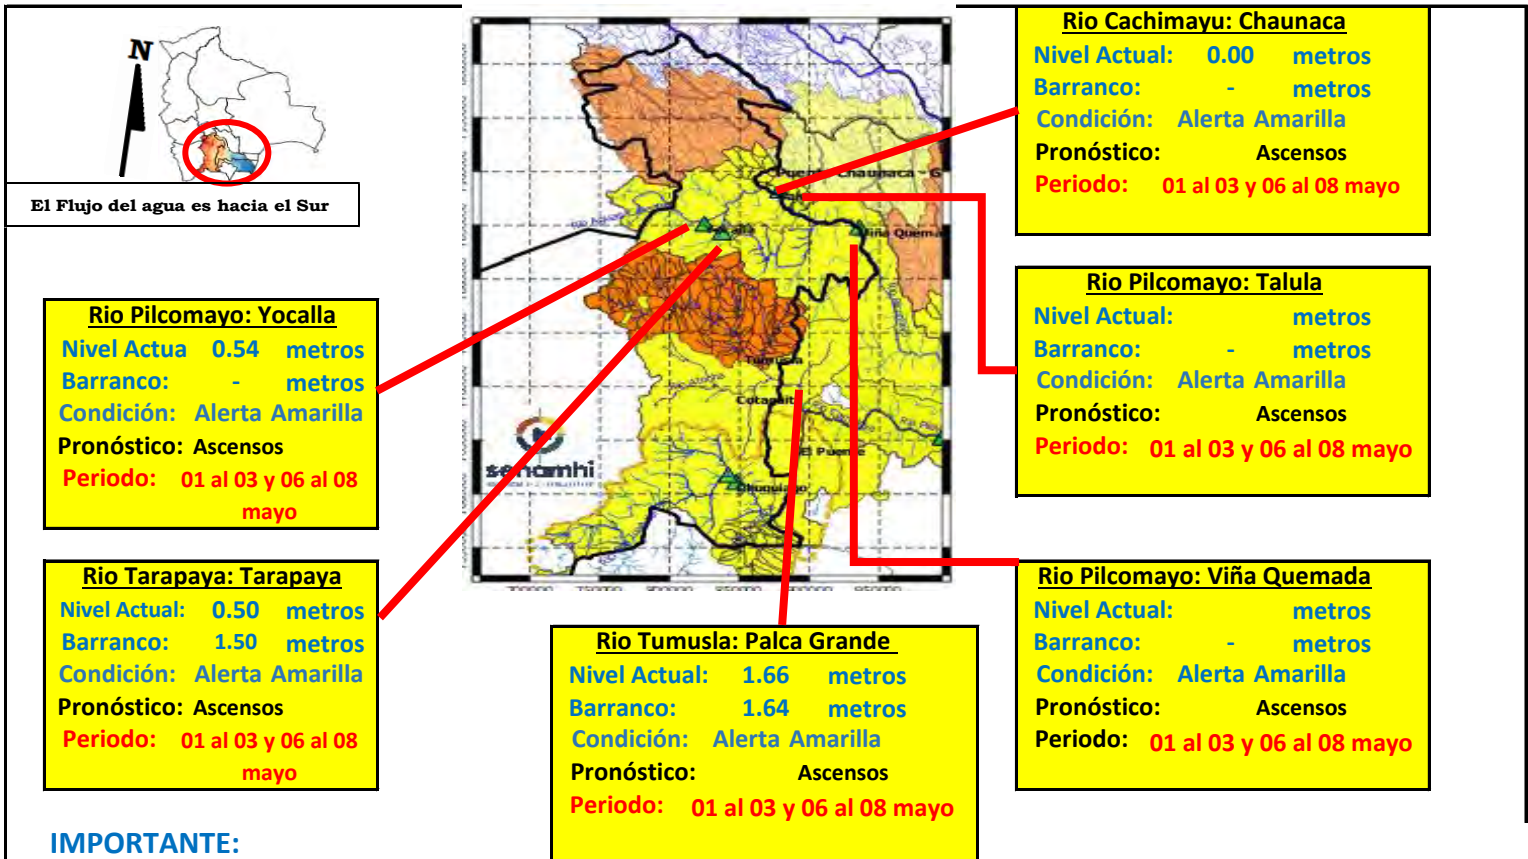 N
El Flujo del agua es hacia el Sur
Rio Pilcomayo: Yocalla
Nivel Actua 0.54 metros
Barranco: - metros
Condición: Alerta Amarilla
Pronóstico: Ascensos
Periodo: 01 al 03 y 06 al 08
mayo
Rio Tarapaya: Tarapaya
Nivel Actual: 0.50 metros
Barranco: 1.50 metros
Condición: Alerta Amarilla
Pronóstico: Ascensos
Periodo: 01 al 03 y 06 al 08
mayo
IMPORTANTE:
Chaunaca - G
Viña Quema
Tumusla
Cotagait
El Puente
senamhi
Rio Tumusla: Palca Grande
Nivel Actual: 1.66 metros
Barranco: 1.64 metros
Condición: Alerta Amarilla
Pronóstico: Ascensos
Periodo: 01 al 03 y 06 al 08 mayo
Rio Cachimayu: Chaunaca
Nivel Actual: 0.00 metros
Barranco: - metros
Condición: Alerta Amarilla
Pronóstico: Ascensos
Periodo: 01 al 03 y 06 al 08 mayo
Rio Pilcomayo: Talula
Nivel Actual: metros
Barranco: - metros
Condición: Alerta Amarilla
Pronóstico: Ascensos
Periodo: 01 al 03 y 06 al 08 mayo
Rio Pilcomayo: Viña Quemada
Nivel Actual: metros
Barranco: - metros
Condición: Alerta Amarilla
Pronóstico: Ascensos
Periodo: 01 al 03 y 06 al 08 mayo